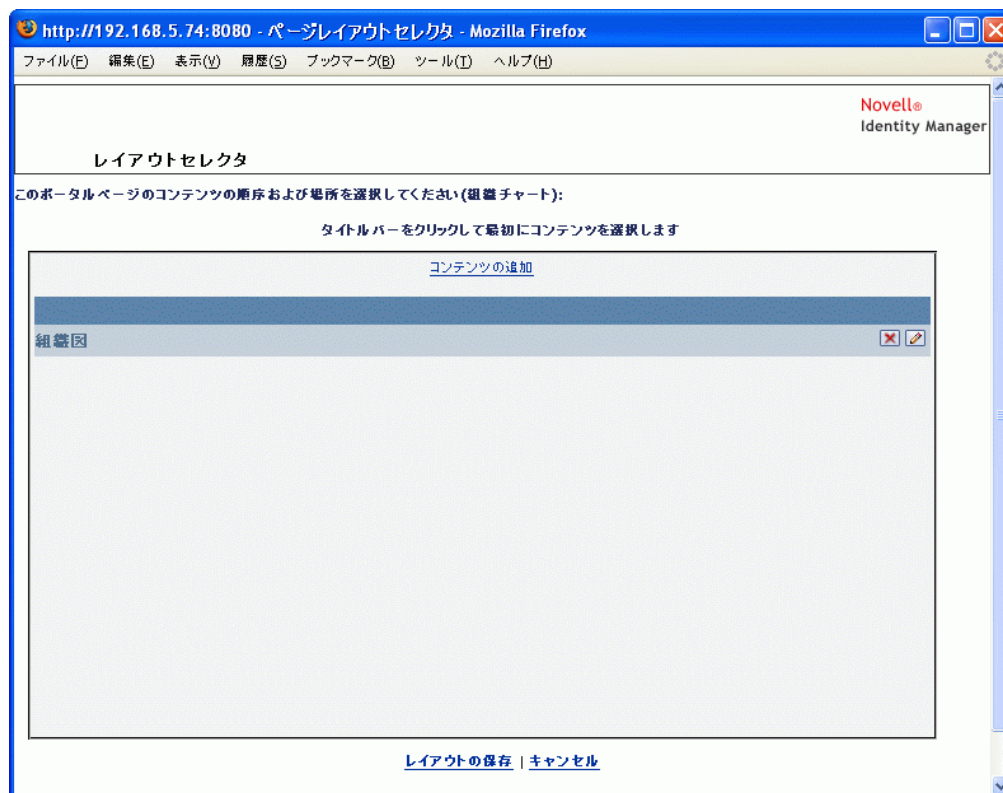 http://192.168.5.74:8080 - ページレイアウトセレクタ - Mozilla Firefox
ファイル(F) 編集(E) 表示(V) 履歴(S) ブックマーク(B) ツール(T) ヘルプ(H)
Novell®
Identity Manager
レイアウトセレクタ
このポータルページのコンテンツの順序および場所を選択してください(組織チャート):
タイトルバーをクリックして最初にコンテンツを選択します
コンテンツの追加
組織図
レイアウトの保存 | キャンセル